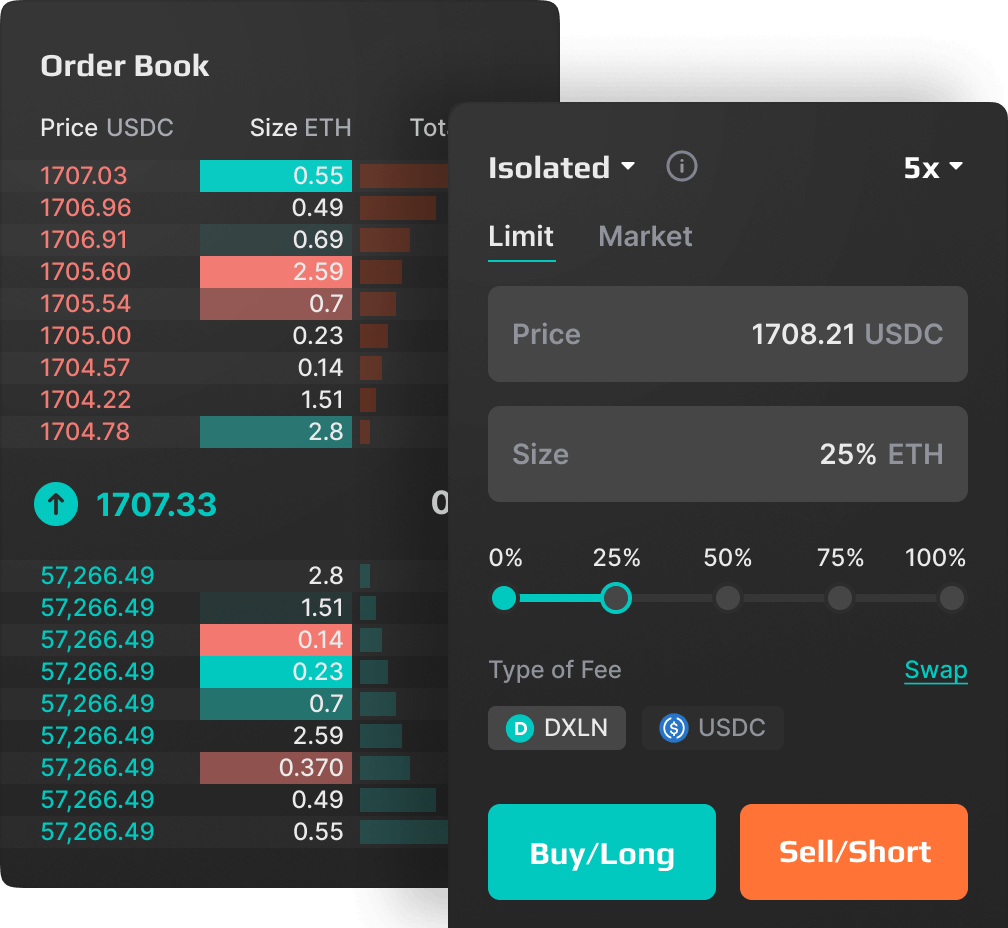 Order Book
Price USDC Size ETH
1707.03 0.55
1706.96 0.49
1706.91 0.69
1705.60 2.59
1705.54 0.7
1705.00 0.23
1704.57 0.14
1704.22 1.51
1704.78 2.8
1707.33
57,266.49 2.8
57,266.49 1.51
57,266.49 0.14
57,266.49 0.23
57,266.49 0.7
57,266.49 2.59
57,266.49 0.370
57,266.49 0.49
57,266.49 0.55
Isolated 5x
Limit Market
Price 1708.21 USDC
Size 25% ETH
0% 25% 50% 75% 100%
Type of Fee Swap
D DXLN $ USDC
Buy/Long Sell/Short